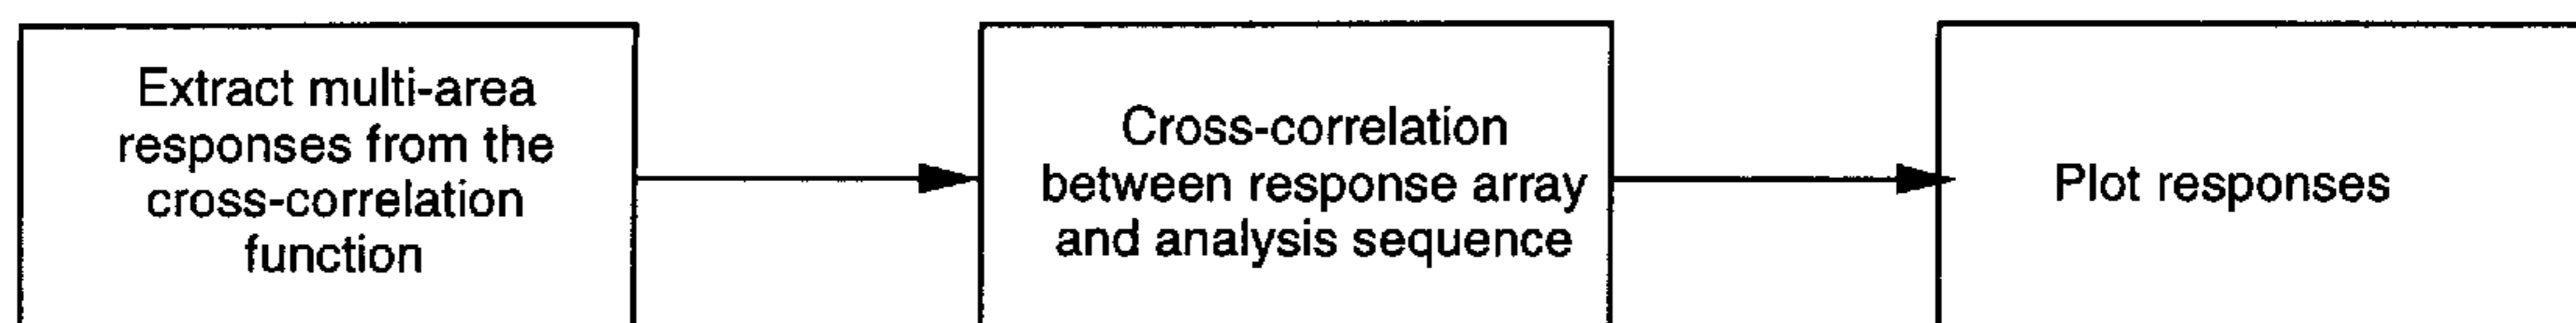 Extract multi-area
responses from the
cross-correlation
function
Cross-correlation
between response array
and analysis sequence
Plot responses